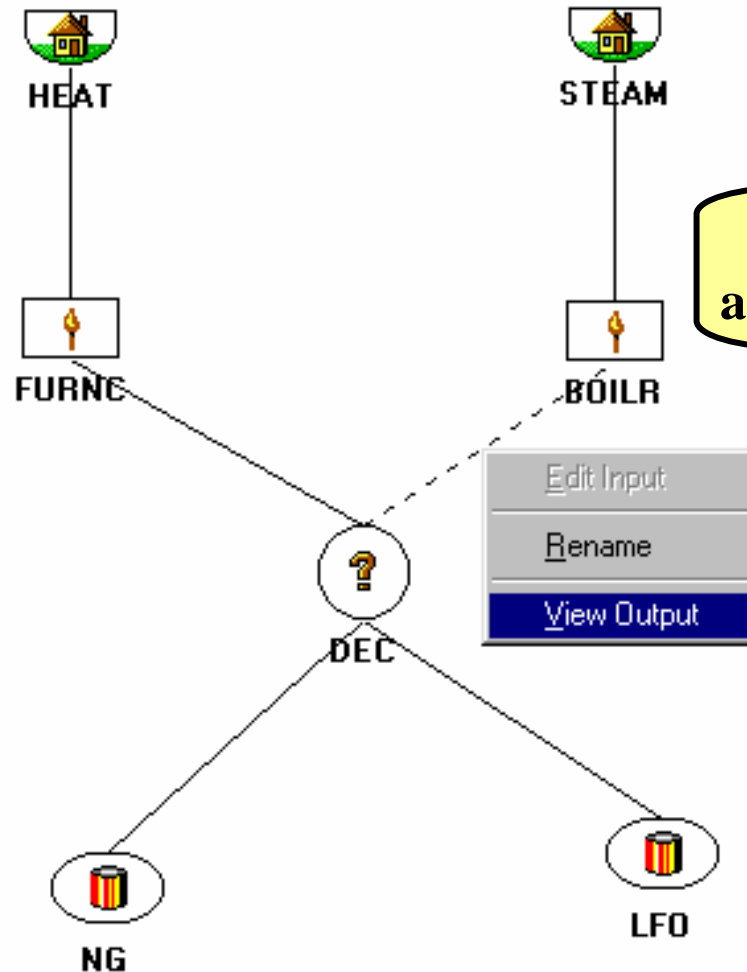 HEAT
STEAM
a
FURNC
BOILR
Edit Input
Rename
View Output
DEC
LFO
NG